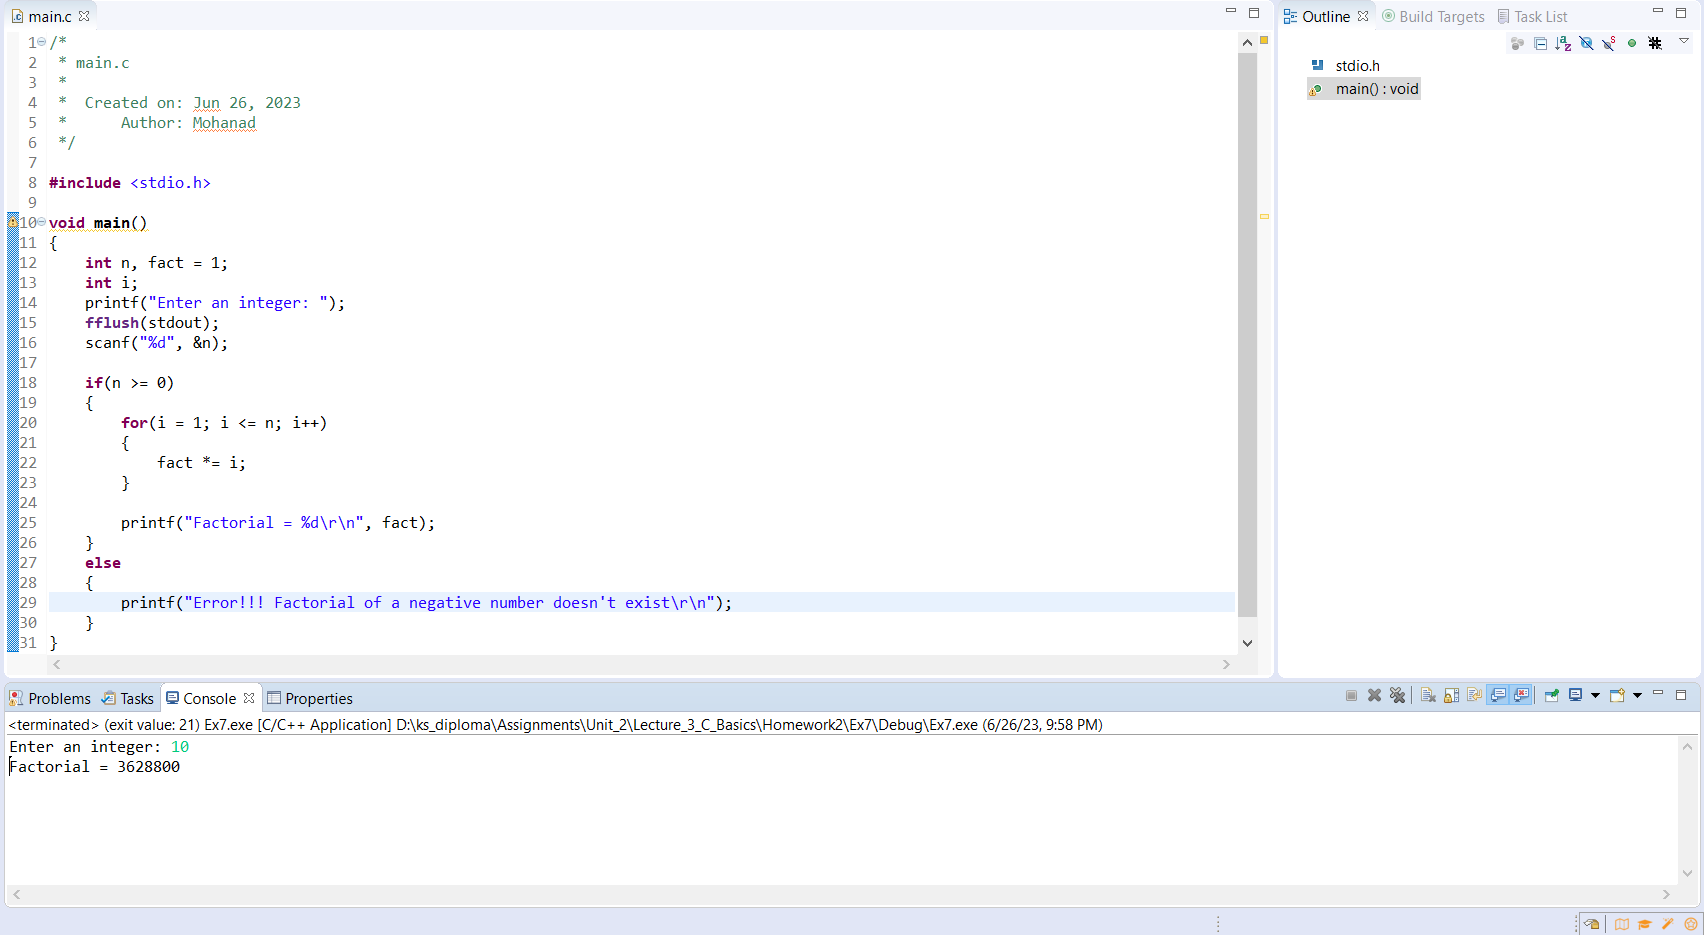 main.c
Outline Build Targets Task List
1 /*
2  * main.c
3  *
4  *  Created on: Jun 26, 2023
5  *      Author: Mohanad
6  */
7
8 #include <stdio.h>
9
10 void main()
11 {
12     int n, fact = 1;
13     int i;
14     printf("Enter an integer: ");
15     fflush(stdout);
16     scanf("%d", &n);
17
18     if(n >= 0)
19     {
20         for(i = 1; i <= n; i++)
21         {
22             fact *= i;
23         }
24
25         printf("Factorial = %d\r\n", fact);
26     }
27     else
28     {
29         printf("Error!!! Factorial of a negative number doesn't exist\r\n");
30     }
31 }
stdio.h
main() : void
Problems Tasks Console Properties
<terminated> (exit value: 21) Ex7.exe [C/C++ Application] D:\ks_diploma\Assignments\Unit_2\Lecture_3_C_Basics\Homework2\Ex7\Debug\Ex7.exe (6/26/23, 9:58 PM)
Enter an integer: 10
Factorial = 3628800